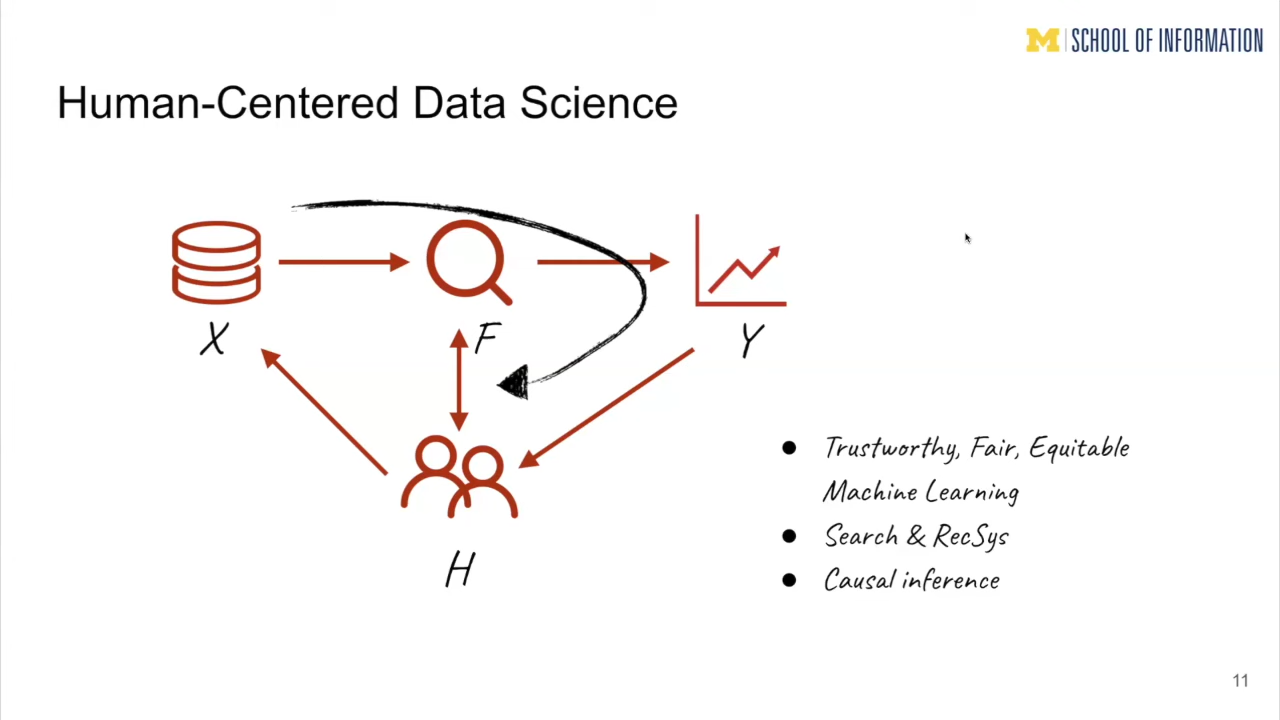 M | SCHOOL OF INFORMATION
Human-Centered Data Science
X
F
Y
H
● Trustworthy, Fair, Equitable
Machine Learning
● Search & RecSys
● Causal inference
11